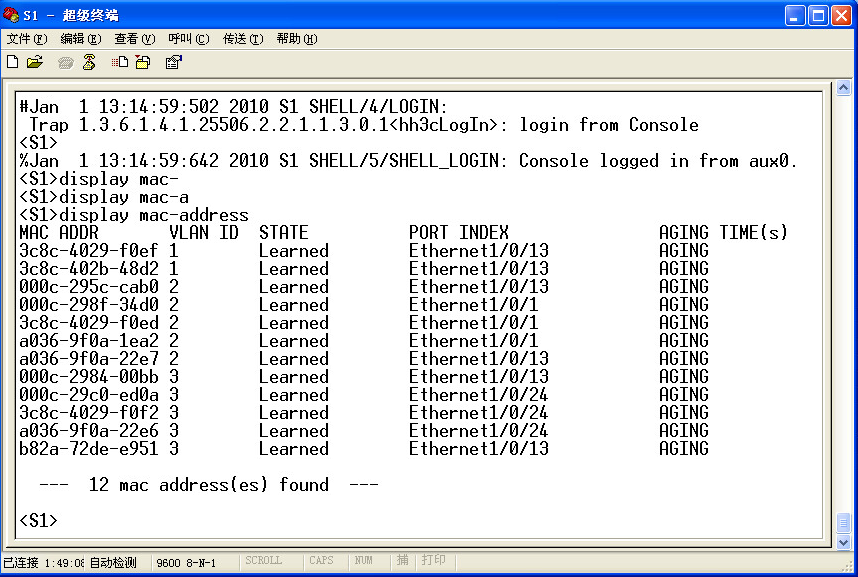 S1 - 超级终端
文件(F) 编辑(E) 查看(V) 呼叫(C) 传送(T) 帮助(H)
#Jan  1 13:14:59:502 2010 S1 SHELL/4/LOGIN:
 Trap 1.3.6.1.4.1.25506.2.2.1.1.3.0.1<hh3cLogIn>: login from Console
<S1>
%Jan  1 13:14:59:642 2010 S1 SHELL/5/SHELL_LOGIN: Console logged in from aux0.
<S1>display mac-
<S1>display mac-a
<S1>display mac-address
MAC ADDR       VLAN ID  STATE          PORT INDEX               AGING TIME(s)
3c8c-4029-f0ef 1        Learned        Ethernet1/0/13           AGING
3c8c-402b-48d2 1        Learned        Ethernet1/0/13           AGING
000c-295c-cab0 2        Learned        Ethernet1/0/13           AGING
000c-298f-34d0 2        Learned        Ethernet1/0/1            AGING
3c8c-4029-f0ed 2        Learned        Ethernet1/0/1            AGING
a036-9f0a-1ea2 2        Learned        Ethernet1/0/1            AGING
a036-9f0a-22e7 2        Learned        Ethernet1/0/13           AGING
000c-2984-00bb 3        Learned        Ethernet1/0/13           AGING
000c-29c0-ed0a 3        Learned        Ethernet1/0/24           AGING
3c8c-4029-f0f2 3        Learned        Ethernet1/0/24           AGING
a036-9f0a-22e6 3        Learned        Ethernet1/0/24           AGING
b82a-72de-e951 3        Learned        Ethernet1/0/13           AGING
  ---  12 mac address(es) found  ---
<S1>
已连接 1:49:08 自动检测 9600 8-N-1 SCROLL CAPS NUM 捕 打印